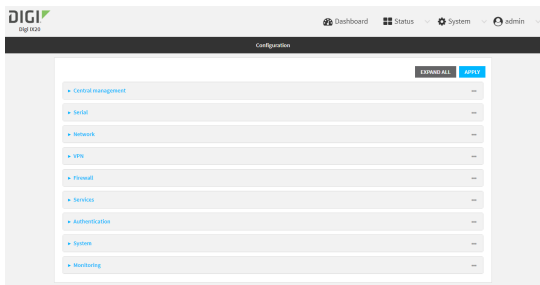 DIGI
Digi IX20
Dashboard Status System admin
Configuration
EXPAND ALL APPLY
Central management
Serial
Network
VPN
Firewall
Services
Authentication
System
Monitoring